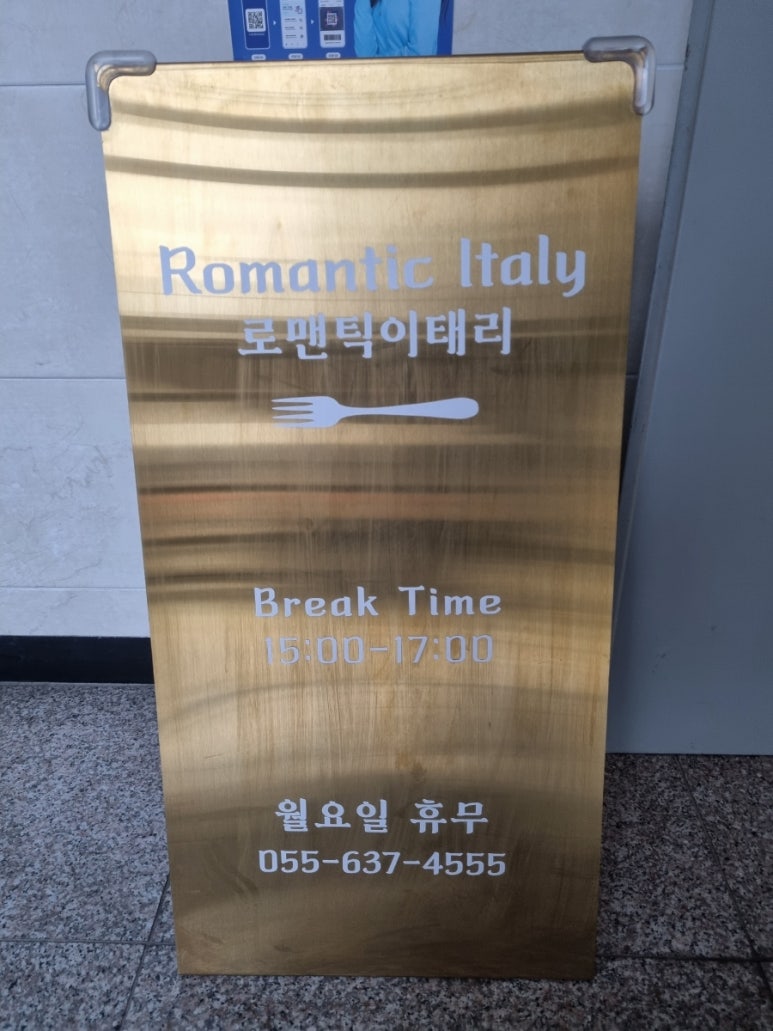 Romantic Italy
로맨틱이태리
Break Time
15:00-17:00
월요일 휴무
055-637-4555